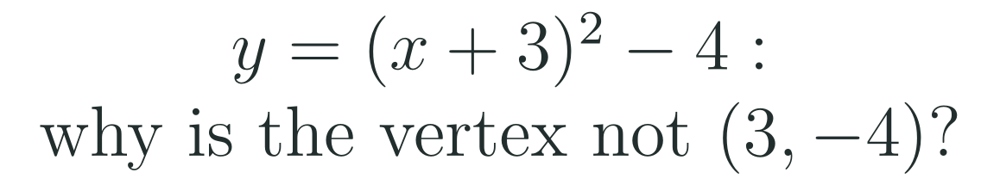 y = (x + 3)² − 4 :
why is the vertex not (3, −4)?